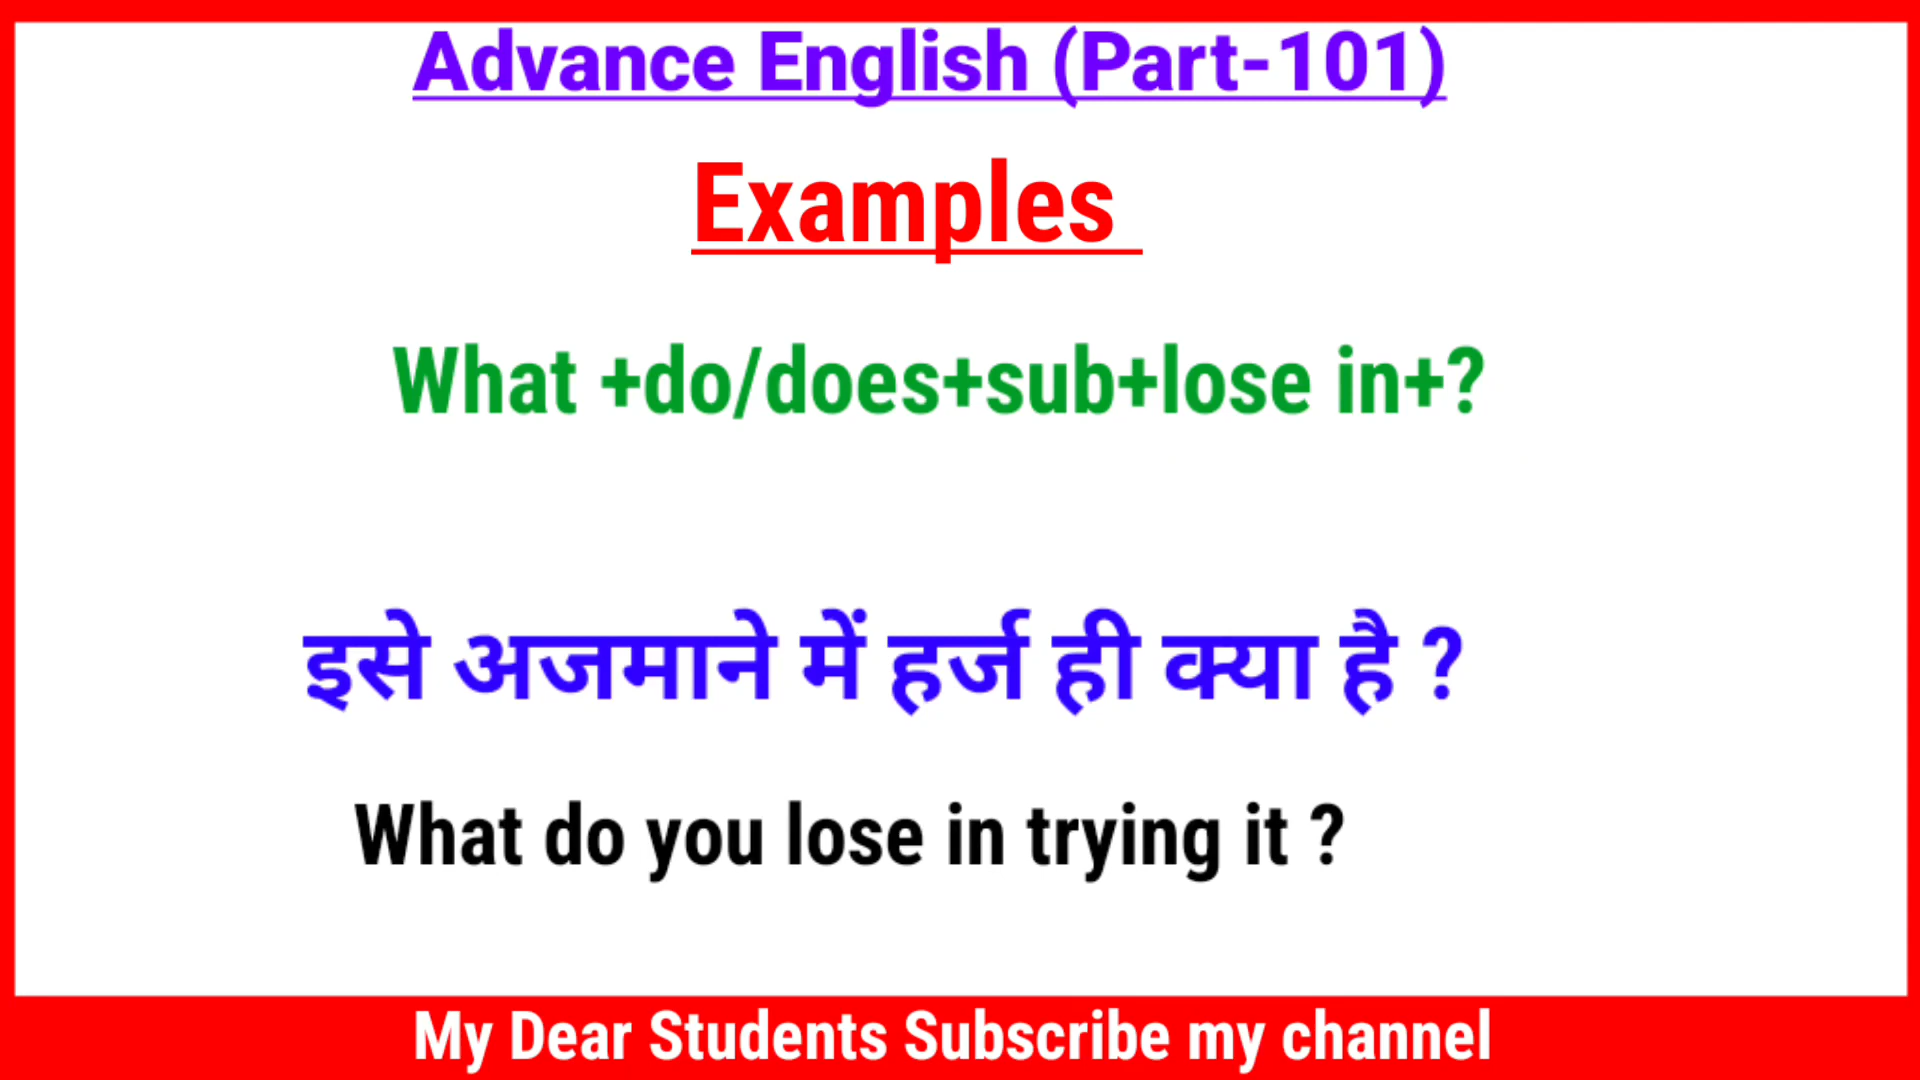 Advance English (Part-101)
Examples
What +do/does+sub+lose in+?
इसे अजमाने में हर्ज ही क्या है ?
What do you lose in trying it ?
My Dear Students Subscribe my channel